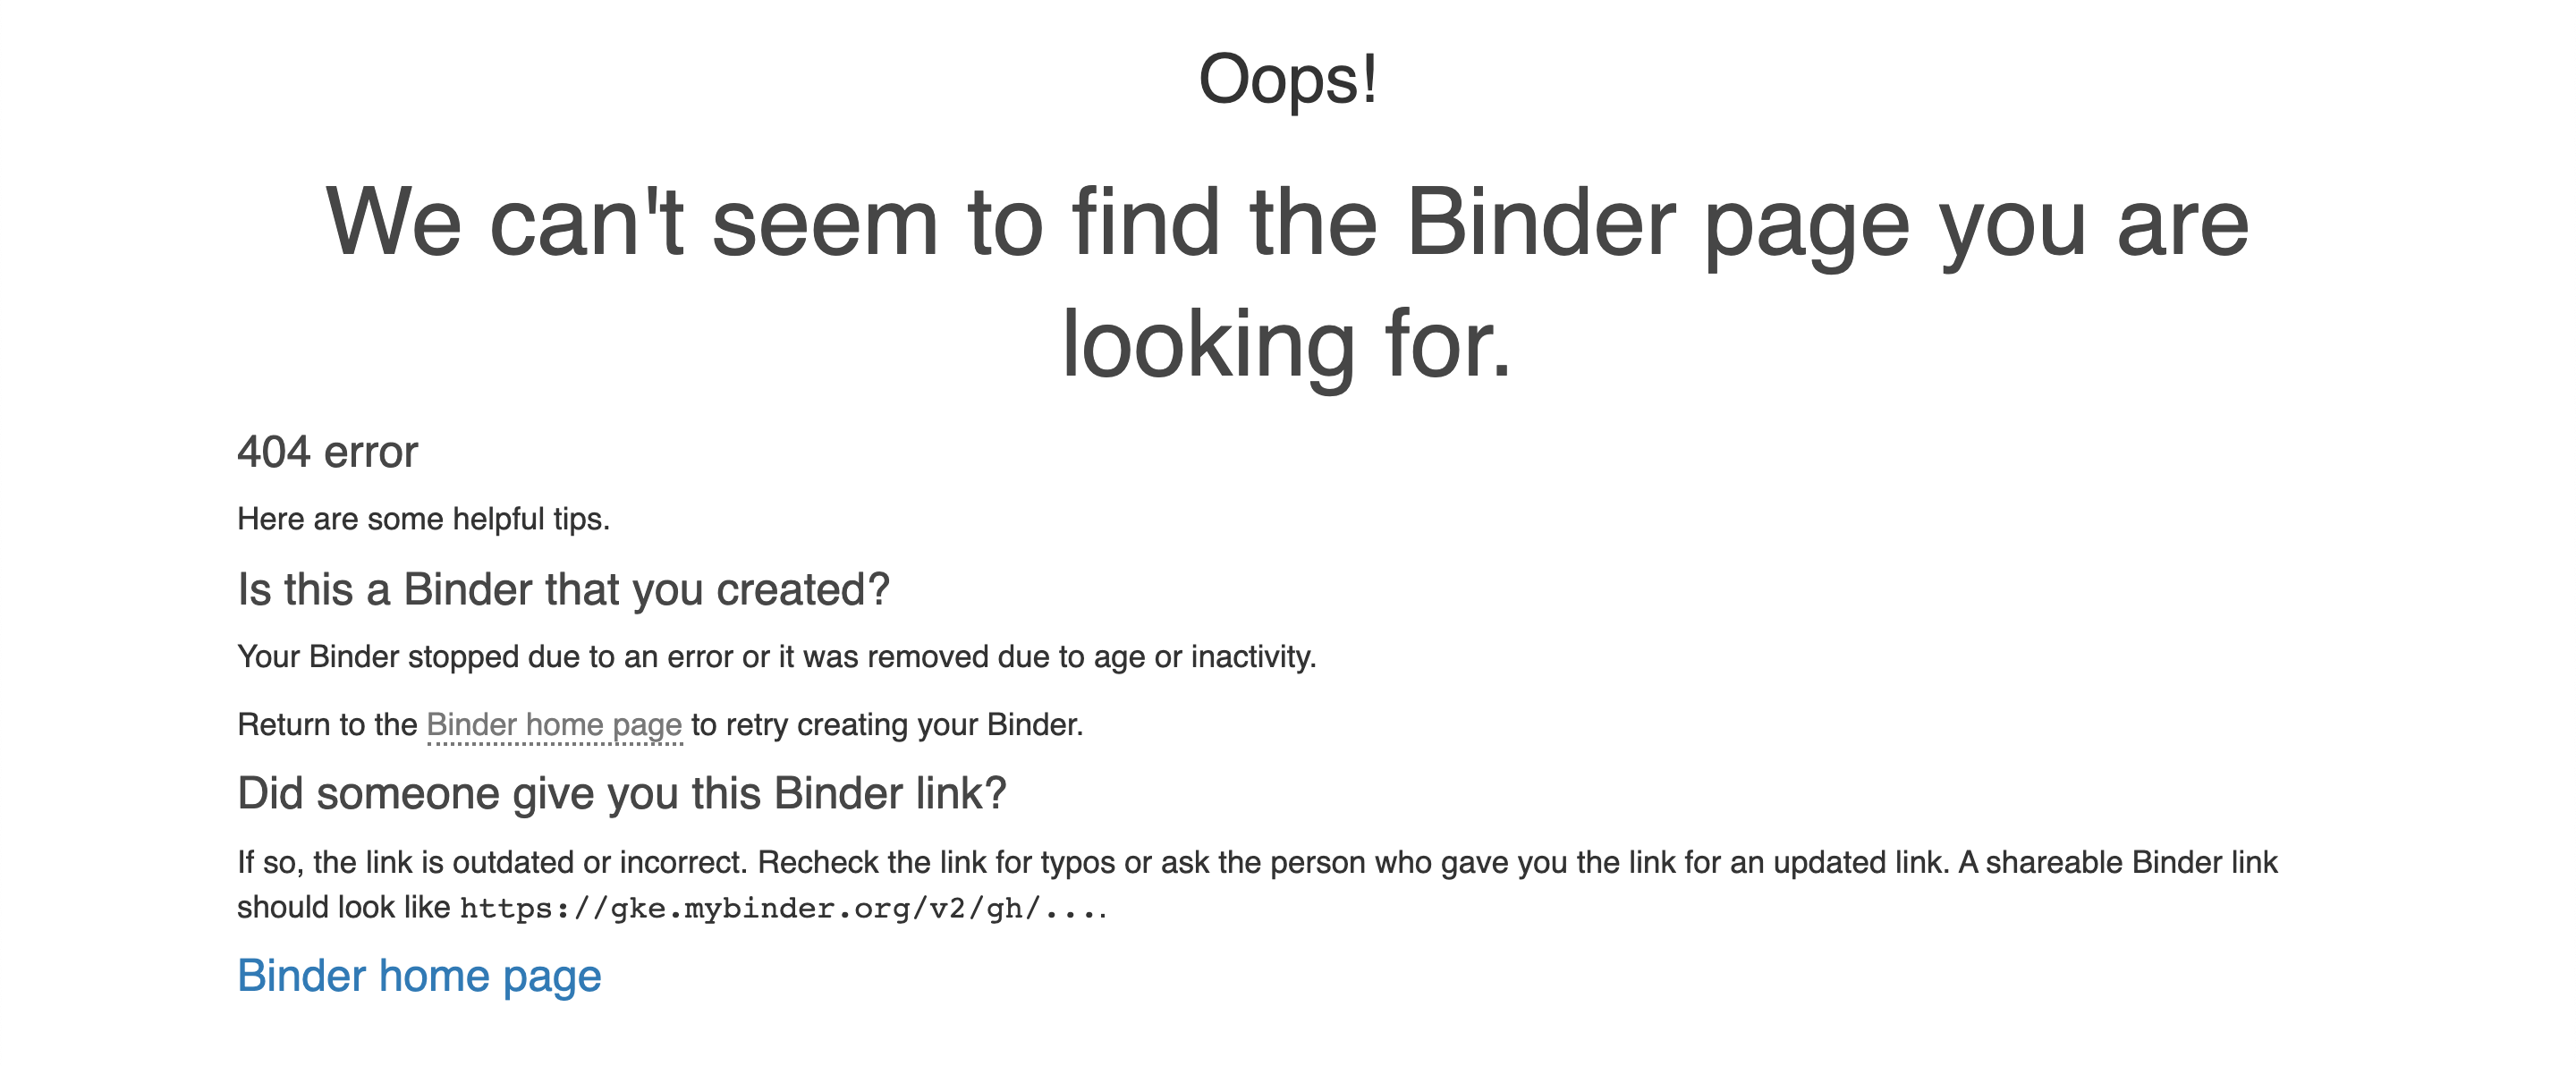 Oops!
We can't seem to find the Binder page you are
looking for.
404 error
Here are some helpful tips.
Is this a Binder that you created?
Your Binder stopped due to an error or it was removed due to age or inactivity.
Return to the Binder home page to retry creating your Binder.
Did someone give you this Binder link?
If so, the link is outdated or incorrect. Recheck the link for typos or ask the person who gave you the link for an updated link. A shareable Binder link
should look like https://gke.mybinder.org/v2/gh/....
Binder home page